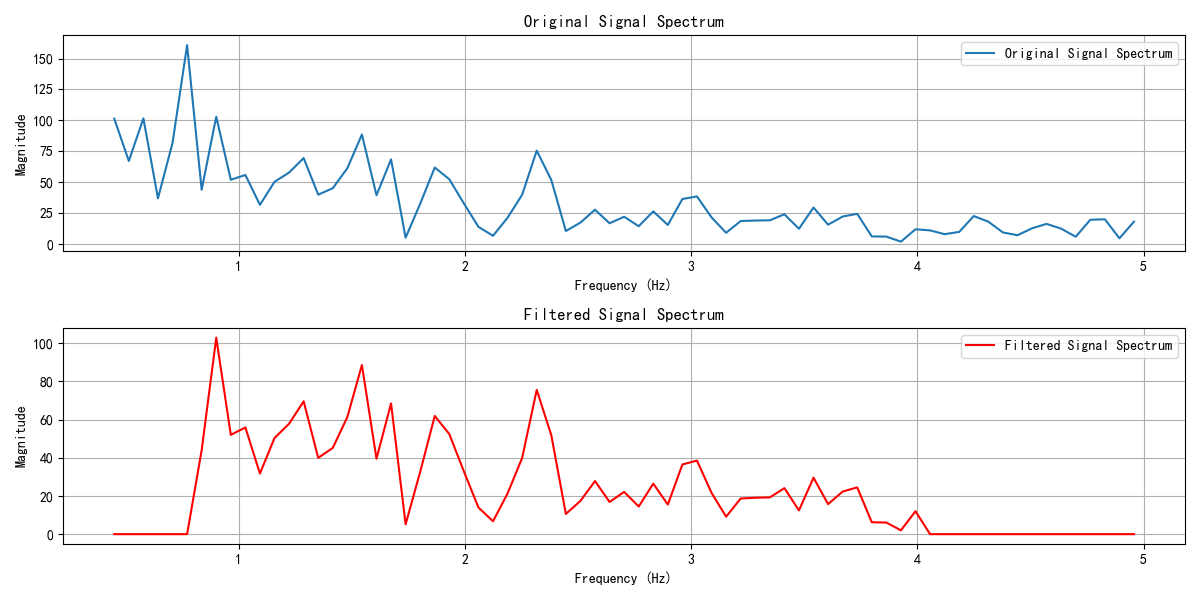 Original Signal Spectrum
Original Signal Spectrum
150
125
100
75
50
25
0
Magnitude
1 2 3 4 5
Frequency (Hz)
Filtered Signal Spectrum
Filtered Signal Spectrum
100
80
60
40
20
0
Magnitude
1 2 3 4 5
Frequency (Hz)